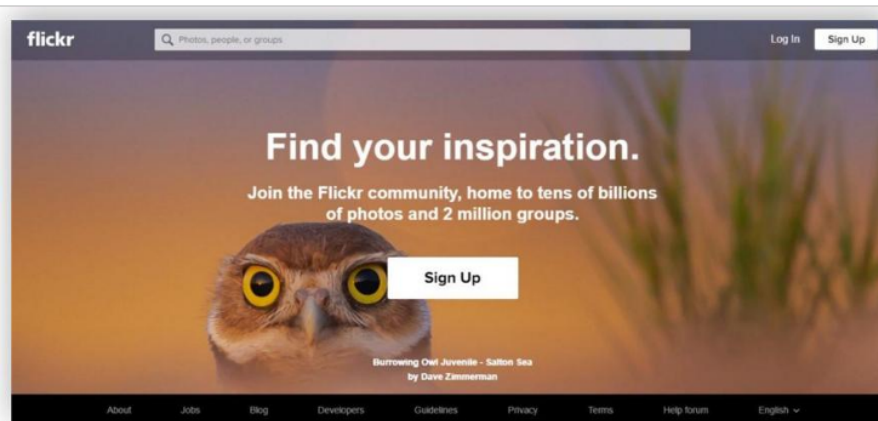 flickr
Photos, people, or groups
Log In
Sign Up
Find your inspiration.
Join the Flickr community, home to tens of billions
of photos and 2 million groups.
Sign Up
Burrowing Owl Juvenile - Salton Sea
by Dave Zimmerman
About Jobs Blog Developers Guidelines Privacy Terms Help forum English